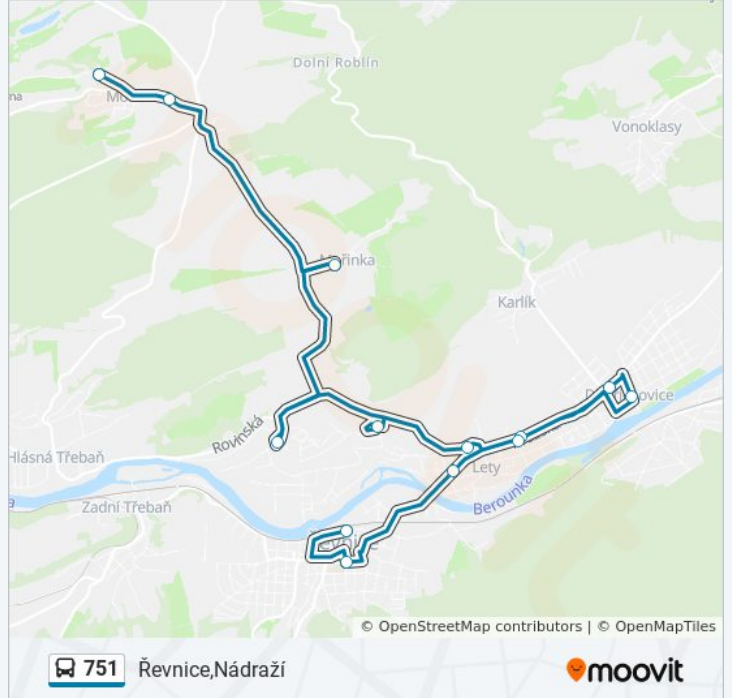 Dolní Roblín
Vonoklasy
Karlík
Rovinská
Hlásná Třebaň
Lety
Berounka
Zadní Třebaň
© OpenStreetMap contributors | © OpenMapTiles
751 Řevnice,Nádraží moovit